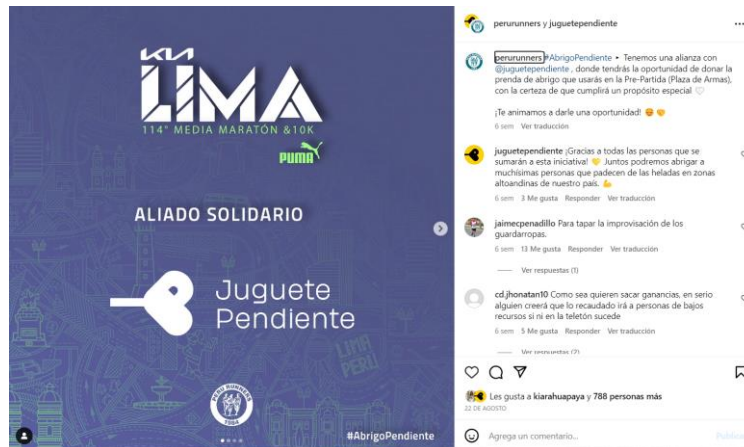 KIA
LIMA
114° MEDIA MARATÓN &10K
PUMA
ALIADO SOLIDARIO
Juguete
Pendiente
LIMA
PERU
PERU RUNNERS
1984
#AbrigoPendiente
perurunners y juguetependiente
perurunners #AbrigoPendiente • Tenemos una alianza con
@juguetependiente , donde tendrás la oportunidad de donar la
prenda de abrigo que usarás en la Pre-Partida (Plaza de Armas),
con la certeza de que cumplirá un propósito especial
¡Te animamos a darle una oportunidad!
6 sem Ver traducción
juguetependiente ¡Gracias a todas las personas que se
sumarán a esta iniciativa! Juntos podremos abrigar a
muchísimas personas que padecen de las heladas en zonas
altoandinas de nuestro país.
6 sem 3 Me gusta Responder Ver traducción
jaimecpenadillo Para tapar la improvisación de los
guardarropas.
6 sem 13 Me gusta Responder Ver traducción
Ver respuestas (1)
cd.jhonatan10 Como sea quieren sacar ganancias, en serio
alguien creerá que lo recaudado irá a personas de bajos
recursos si ni en la teletón sucede
6 sem 5 Me gusta Responder Ver traducción
Ver respuestas (2)
Les gusta a kiarahuapaya y 788 personas más
22 DE AGOSTO
Agrega un comentario...
Publicar